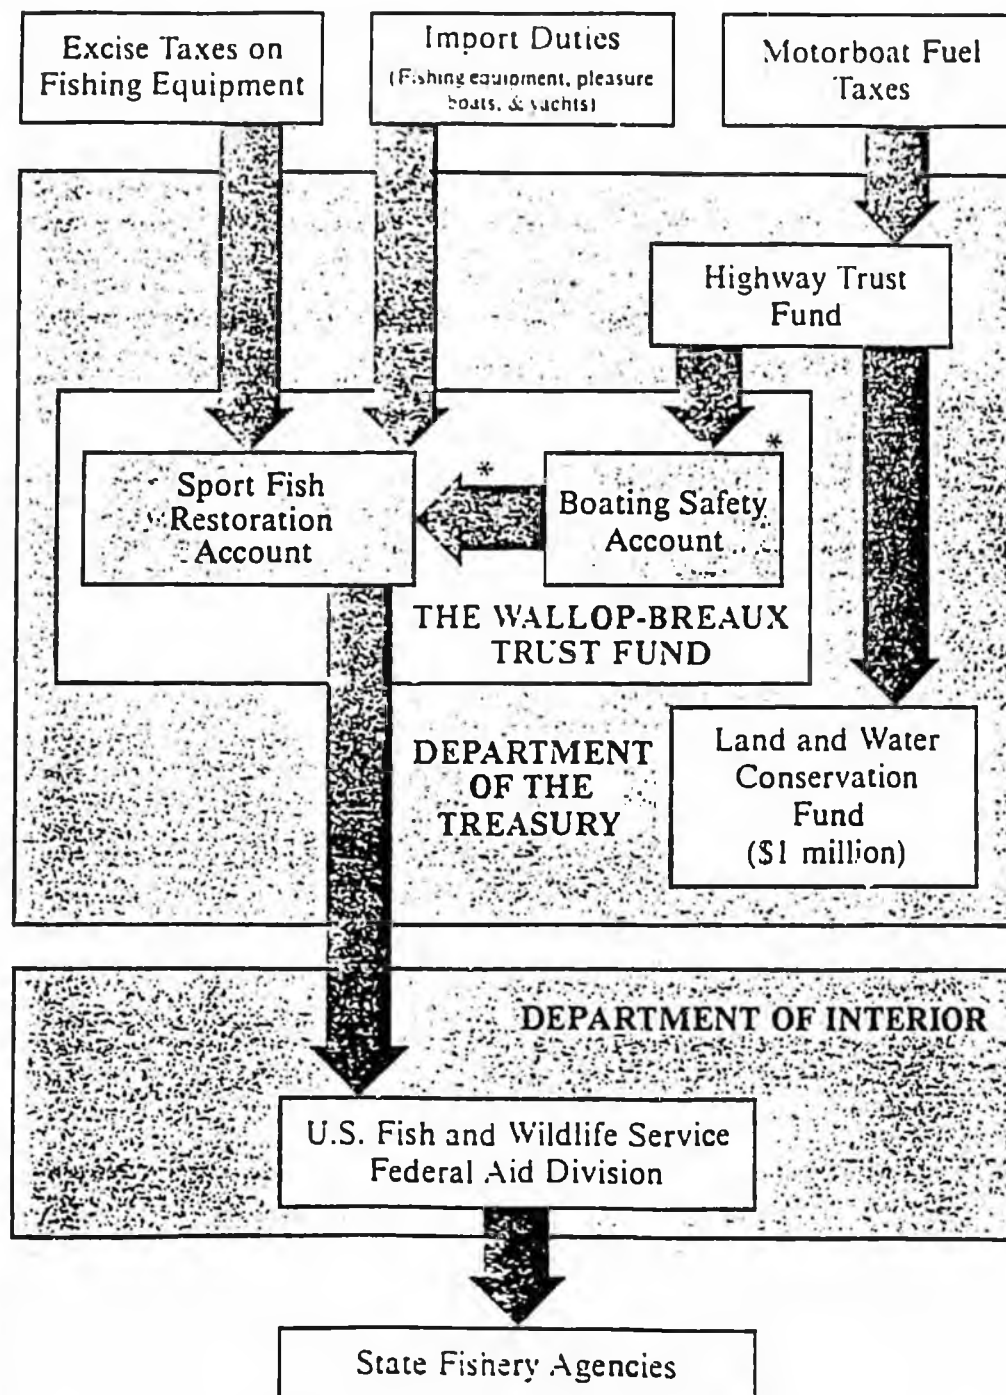 Excise Taxes on
Fishing Equipment
Import Duties
(Fishing equipment, pleasure
boats, & yachts)
Motorboat Fuel
Taxes
Highway Trust
Fund
Sport Fish
Restoration
Account
*
*
Boating Safety
Account
THE WALLOP-BREAUX
TRUST FUND
DEPARTMENT
OF THE
TREASURY
Land and Water
Conservation
Fund
($1 million)
DEPARTMENT OF INTERIOR
U.S. Fish and Wildlife Service
Federal Aid Division
State Fishery Agencies